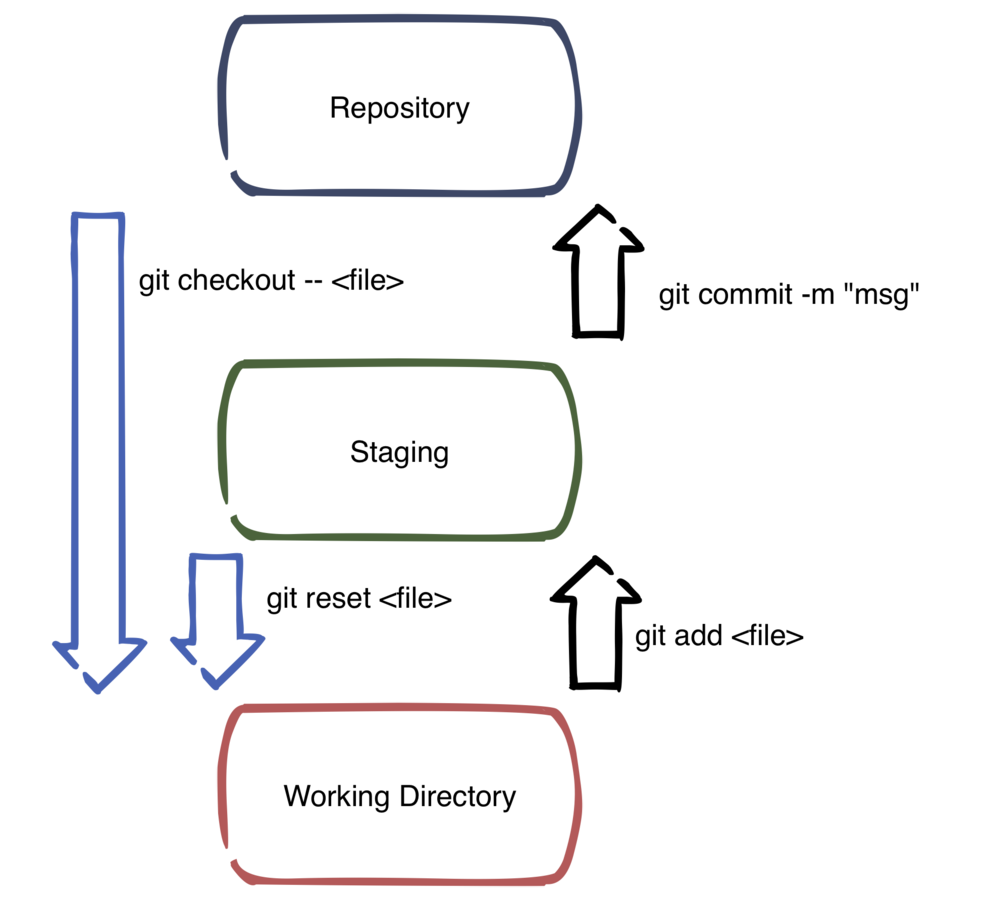 Repository
git checkout -- <file>
git commit -m "msg"
Staging
git reset <file>
git add <file>
Working Directory